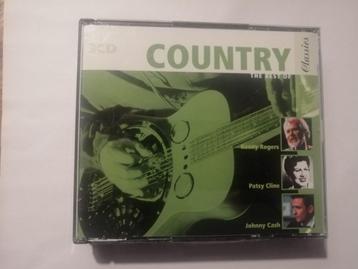 3CD
COUNTRY
THE BEST OF
Classics
Kenny Rogers
Patsy Cline
Johnny Cash